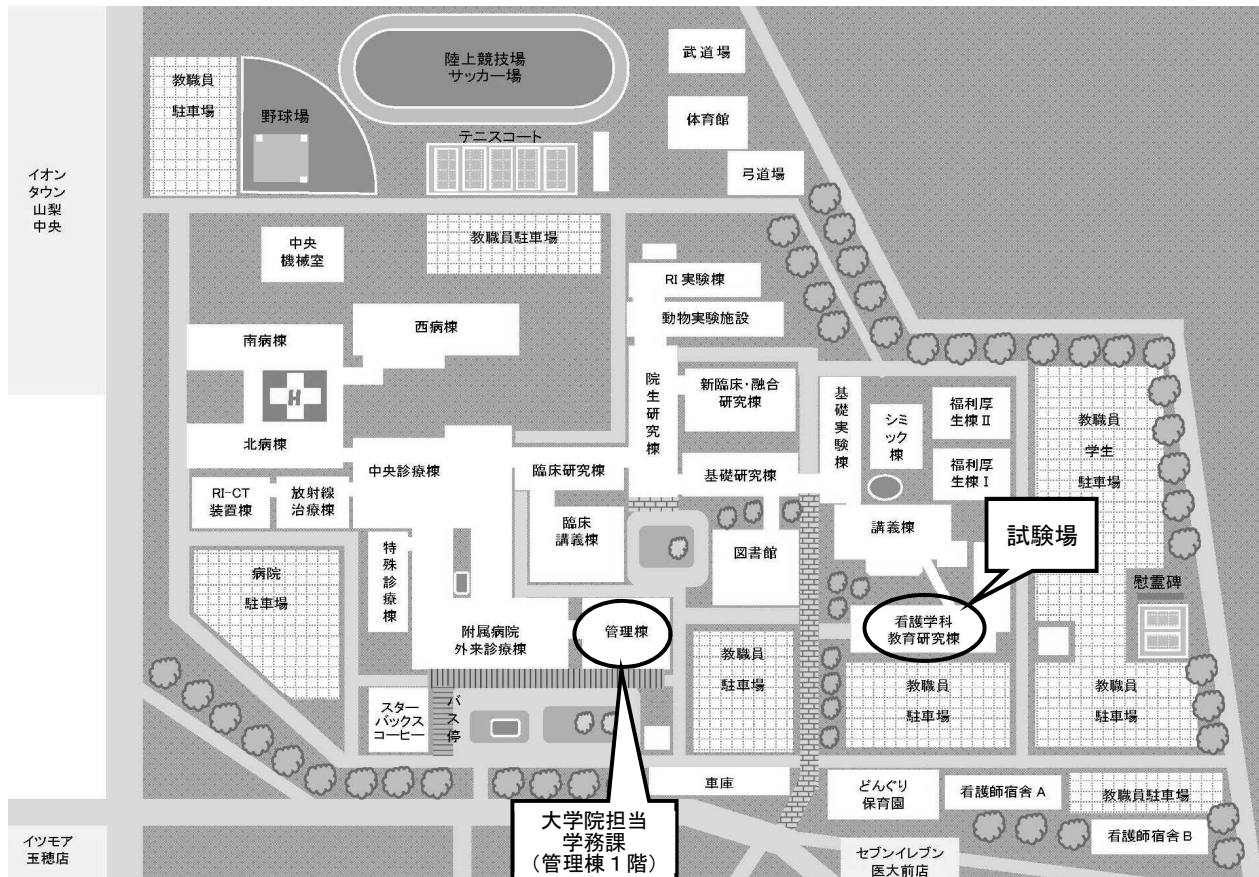 陸上競技場
サッカー場
武道場
教職員
駐車場
野球場
体育館
テニスコート
弓道場
イオン
タウン
山梨
中央
教職員駐車場
中央
機械室
RI 実験棟
動物実験施設
西病棟
南病棟
院生研究棟
新臨床・融合
研究棟
基礎実験棟
シミック棟
福利厚
生棟Ⅱ
教職員
学生
駐車場
北病棟
中央診療棟
臨床研究棟
基礎研究棟
福利厚
生棟Ⅰ
RI-CT
装置棟
放射線
治療棟
臨床
講義棟
講義棟
試験場
特殊診療棟
図書館
病院
駐車場
慰霊碑
附属病院
外来診療棟
管理棟
看護学科
教育研究棟
教職員
駐車場
教職員
駐車場
教職員
駐車場
スター
バックス
コーヒー
バス停
車庫
どんぐり
保育園
看護師宿舎 A
教職員駐車場
大学院担当
学務課
(管理棟1階)
看護師宿舎 B
イツモア
玉穂店
セブンイレブン
医大前店
H